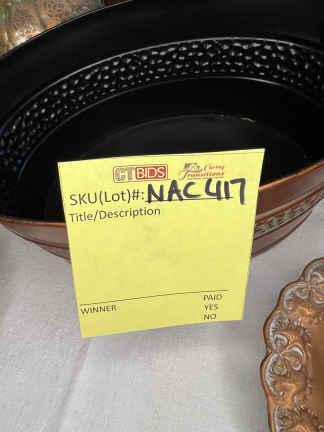 CTBIDS Caring Transitions
SKU(Lot)#: NAC417
Title/Description
WINNER PAID
YES
NO